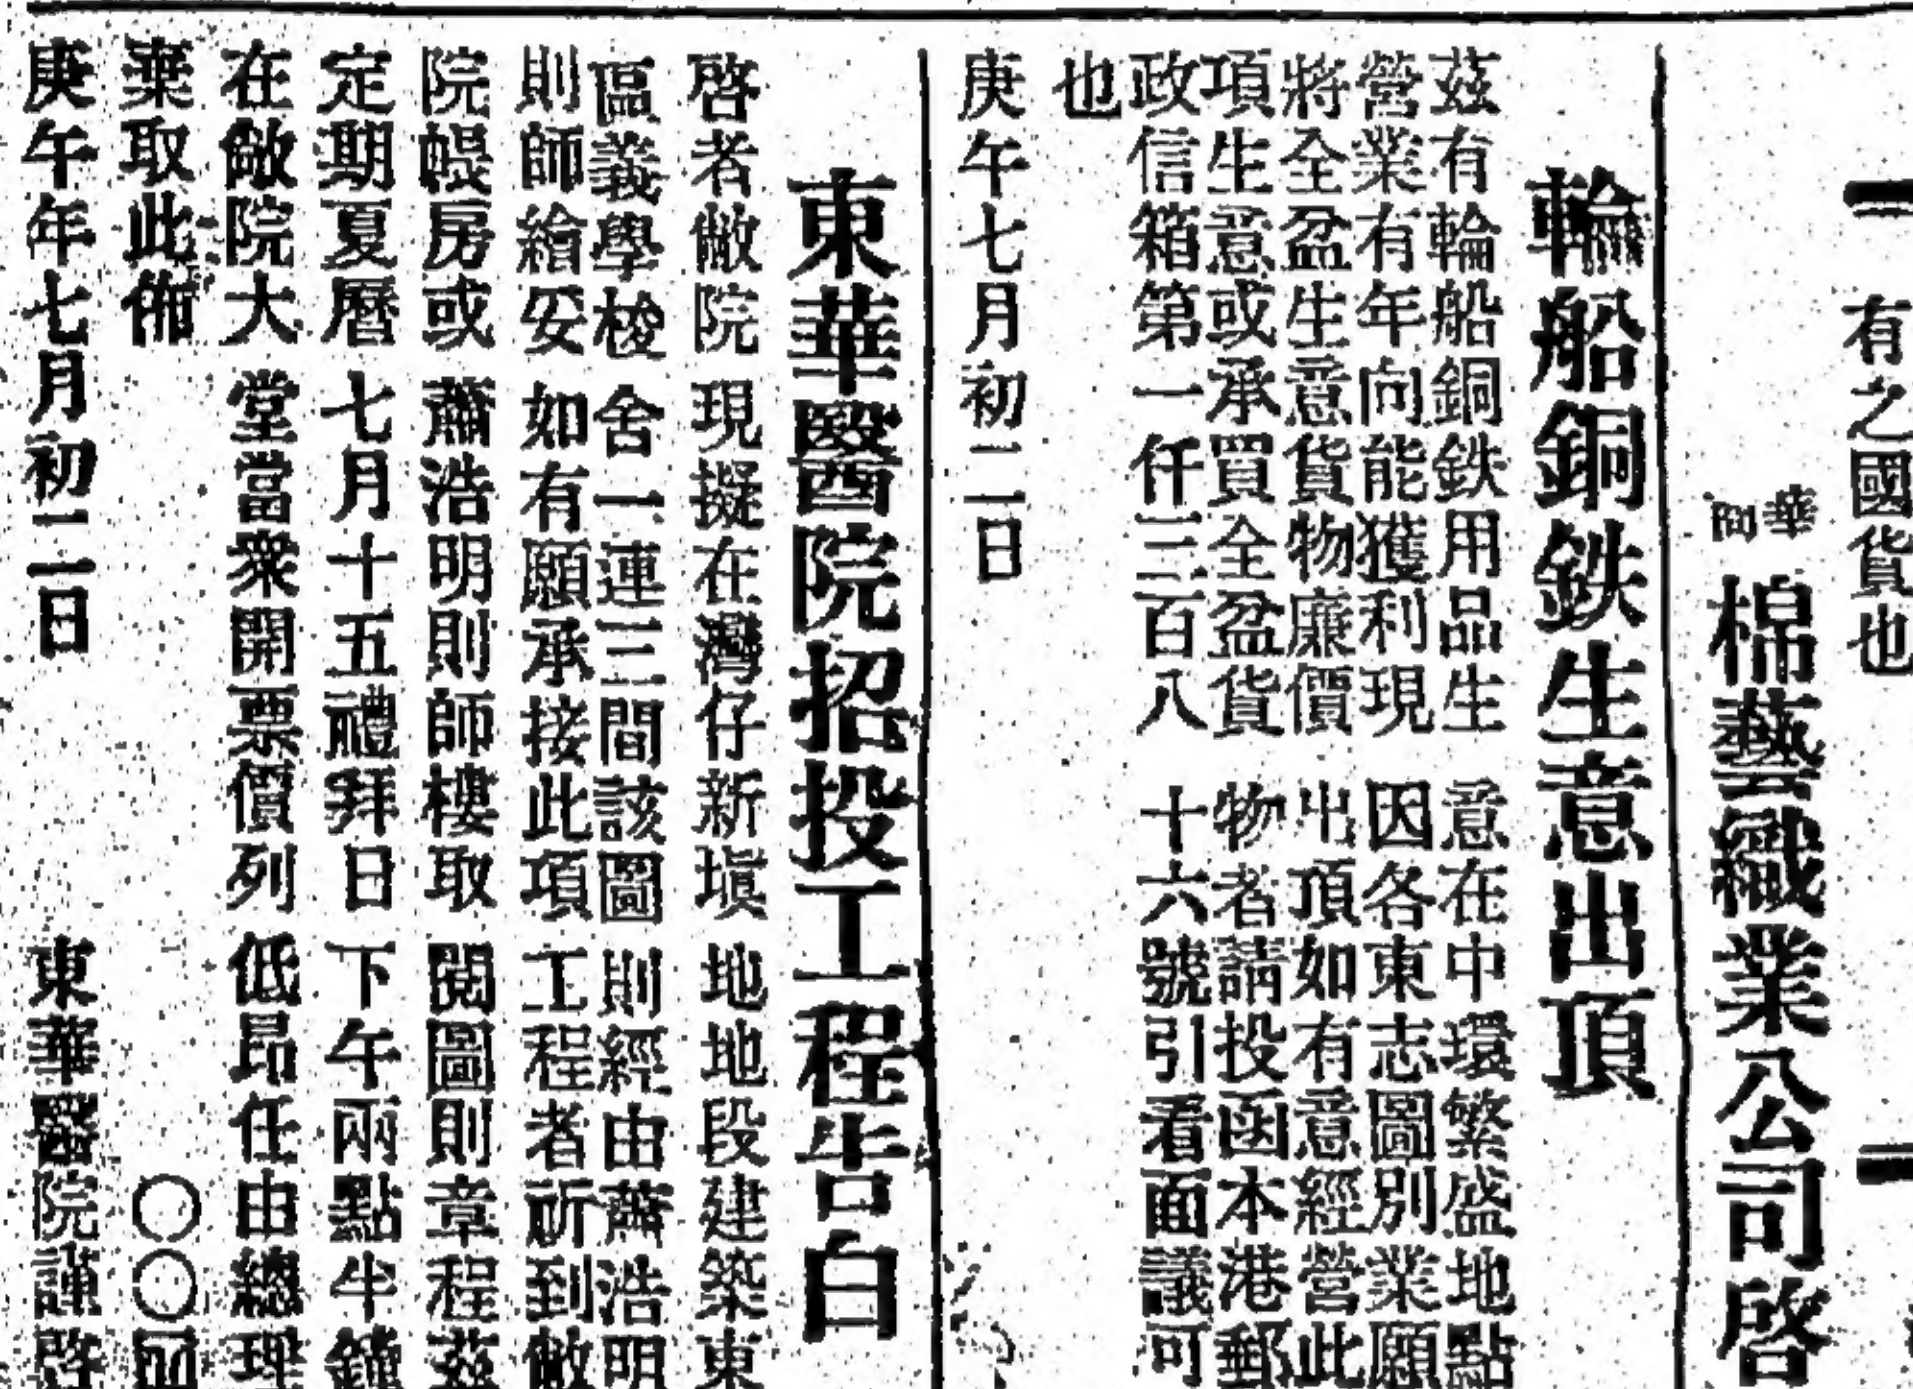 有之國貨也
華商
棉藝織業公司啓
輪船銅鉄生意出頂
茲有輪船銅鉄用品生意在中環繁盛地點
營業有年向能獲利現因各東志圖別業願
將全盆生意貨物廉價出頂如有意經營此
項生意或承買全盆貨物者請投函本港郵
政信箱第一仟三百八十六號引看面議可
也
庚午七月初二日
東華醫院招投工程告白
啓者敝院現擬在灣仔新塡地地段建築東
區義學校舍一連三間該圖則經由蕭浩明
則師繪妥如有願承接此項工程者祈到敝
院帳房或蕭浩明則師樓取閱圖則章程茲
定期夏曆七月十五禮拜日下午兩點半鐘
在敝院大堂當衆開票價列低昂任由總理
棄取此佈
庚午年七月初二日 東華醫院謹啓